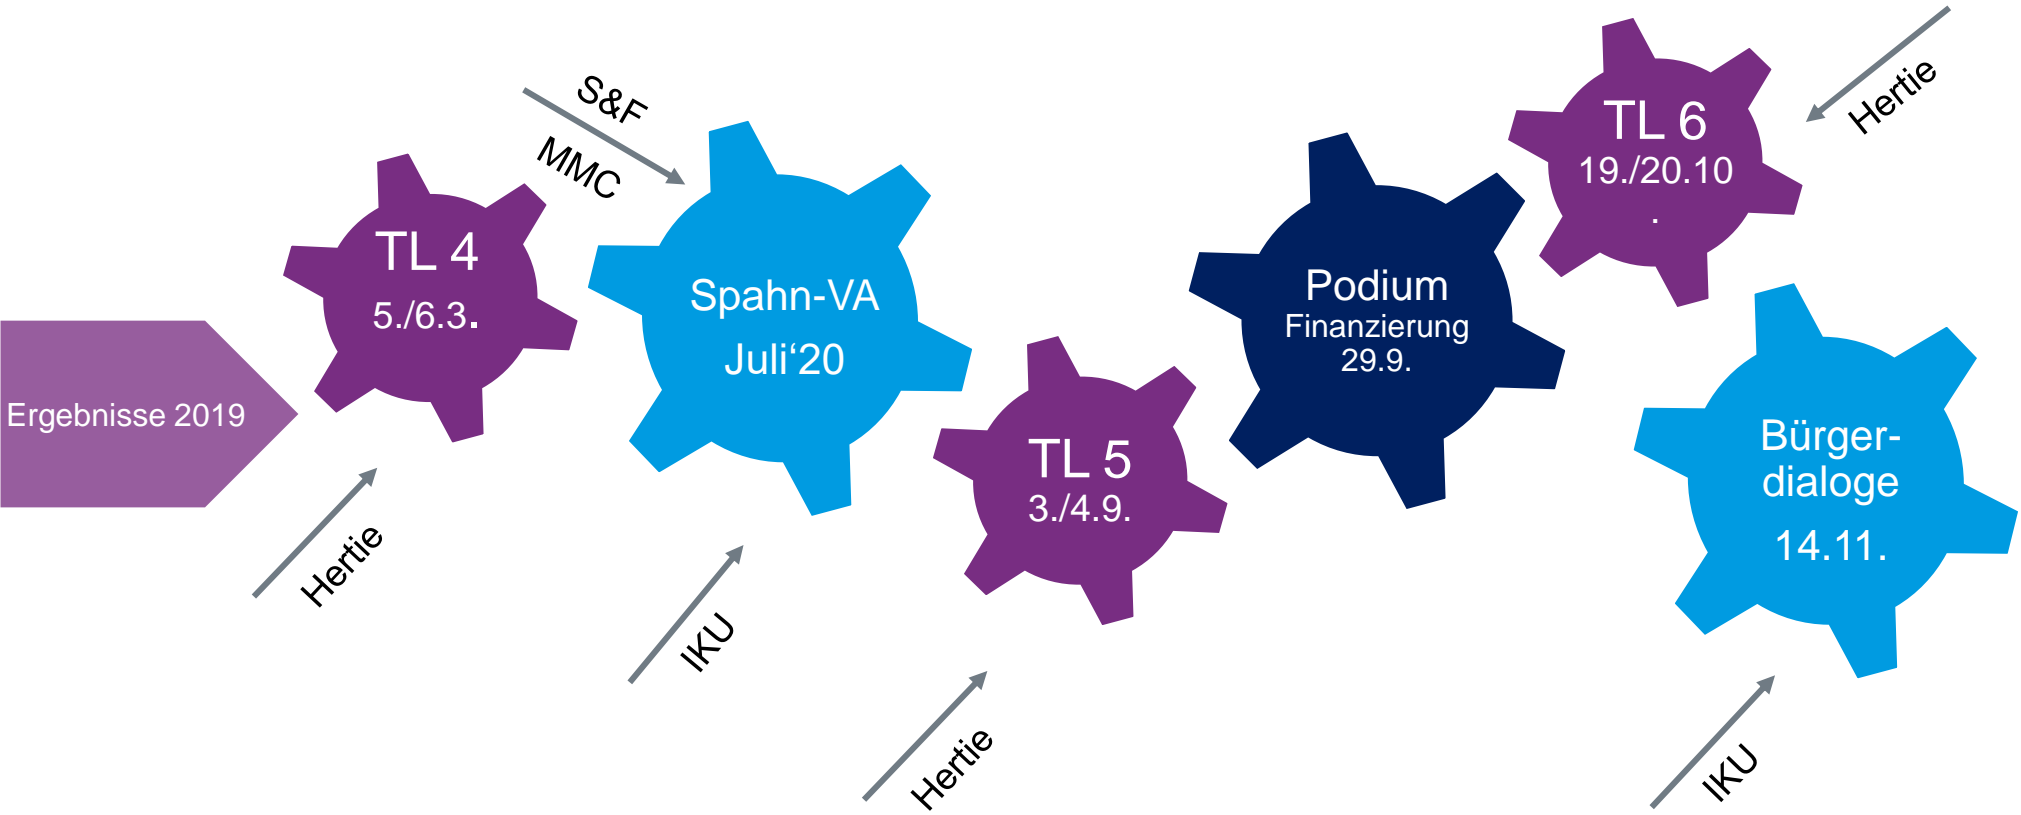 Ergebnisse 2019
TL 4
5./6.3.
Hertie
S&F
MMC
Spahn-VA
Juli‘20
IKU
TL 5
3./4.9.
Hertie
Podium
Finanzierung
29.9.
TL 6
19./20.10
.
Hertie
Bürger-
dialoge
14.11.
IKU